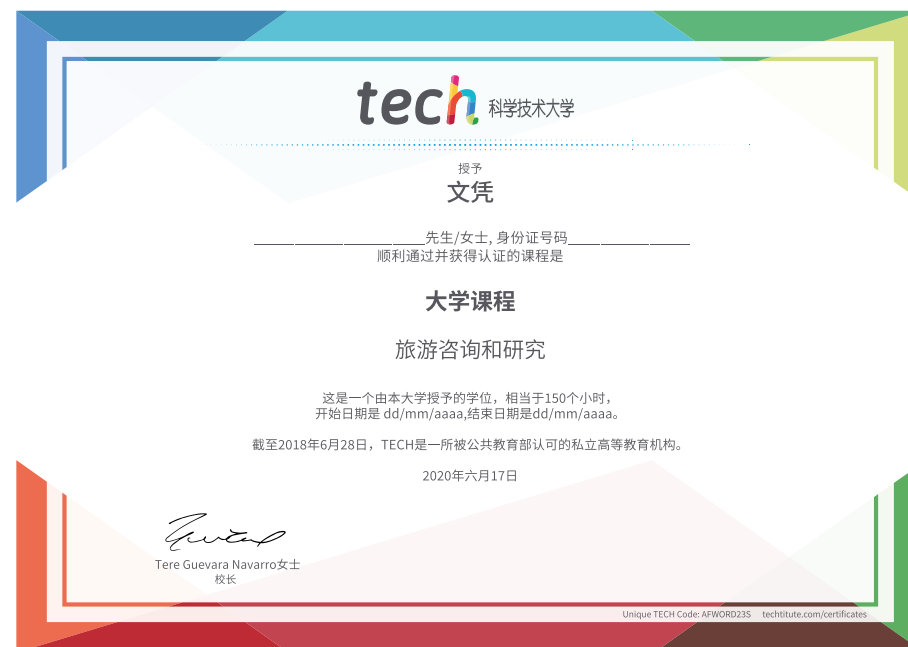 tech 科学技术大学
授予
文凭
先生/女士, 身份证号码
顺利通过并获得认证的课程是
大学课程
旅游咨询和研究
这是一个由本大学授予的学位，相当于150个小时，
开始日期是 dd/mm/aaaa,结束日期是dd/mm/aaaa。
截至2018年6月28日，TECH是一所被公共教育部认可的私立高等教育机构。
2020年六月17日
Tere Guevara Navarro女士
校长
Unique TECH Code: AFWORD23S techtitute.com/certificates